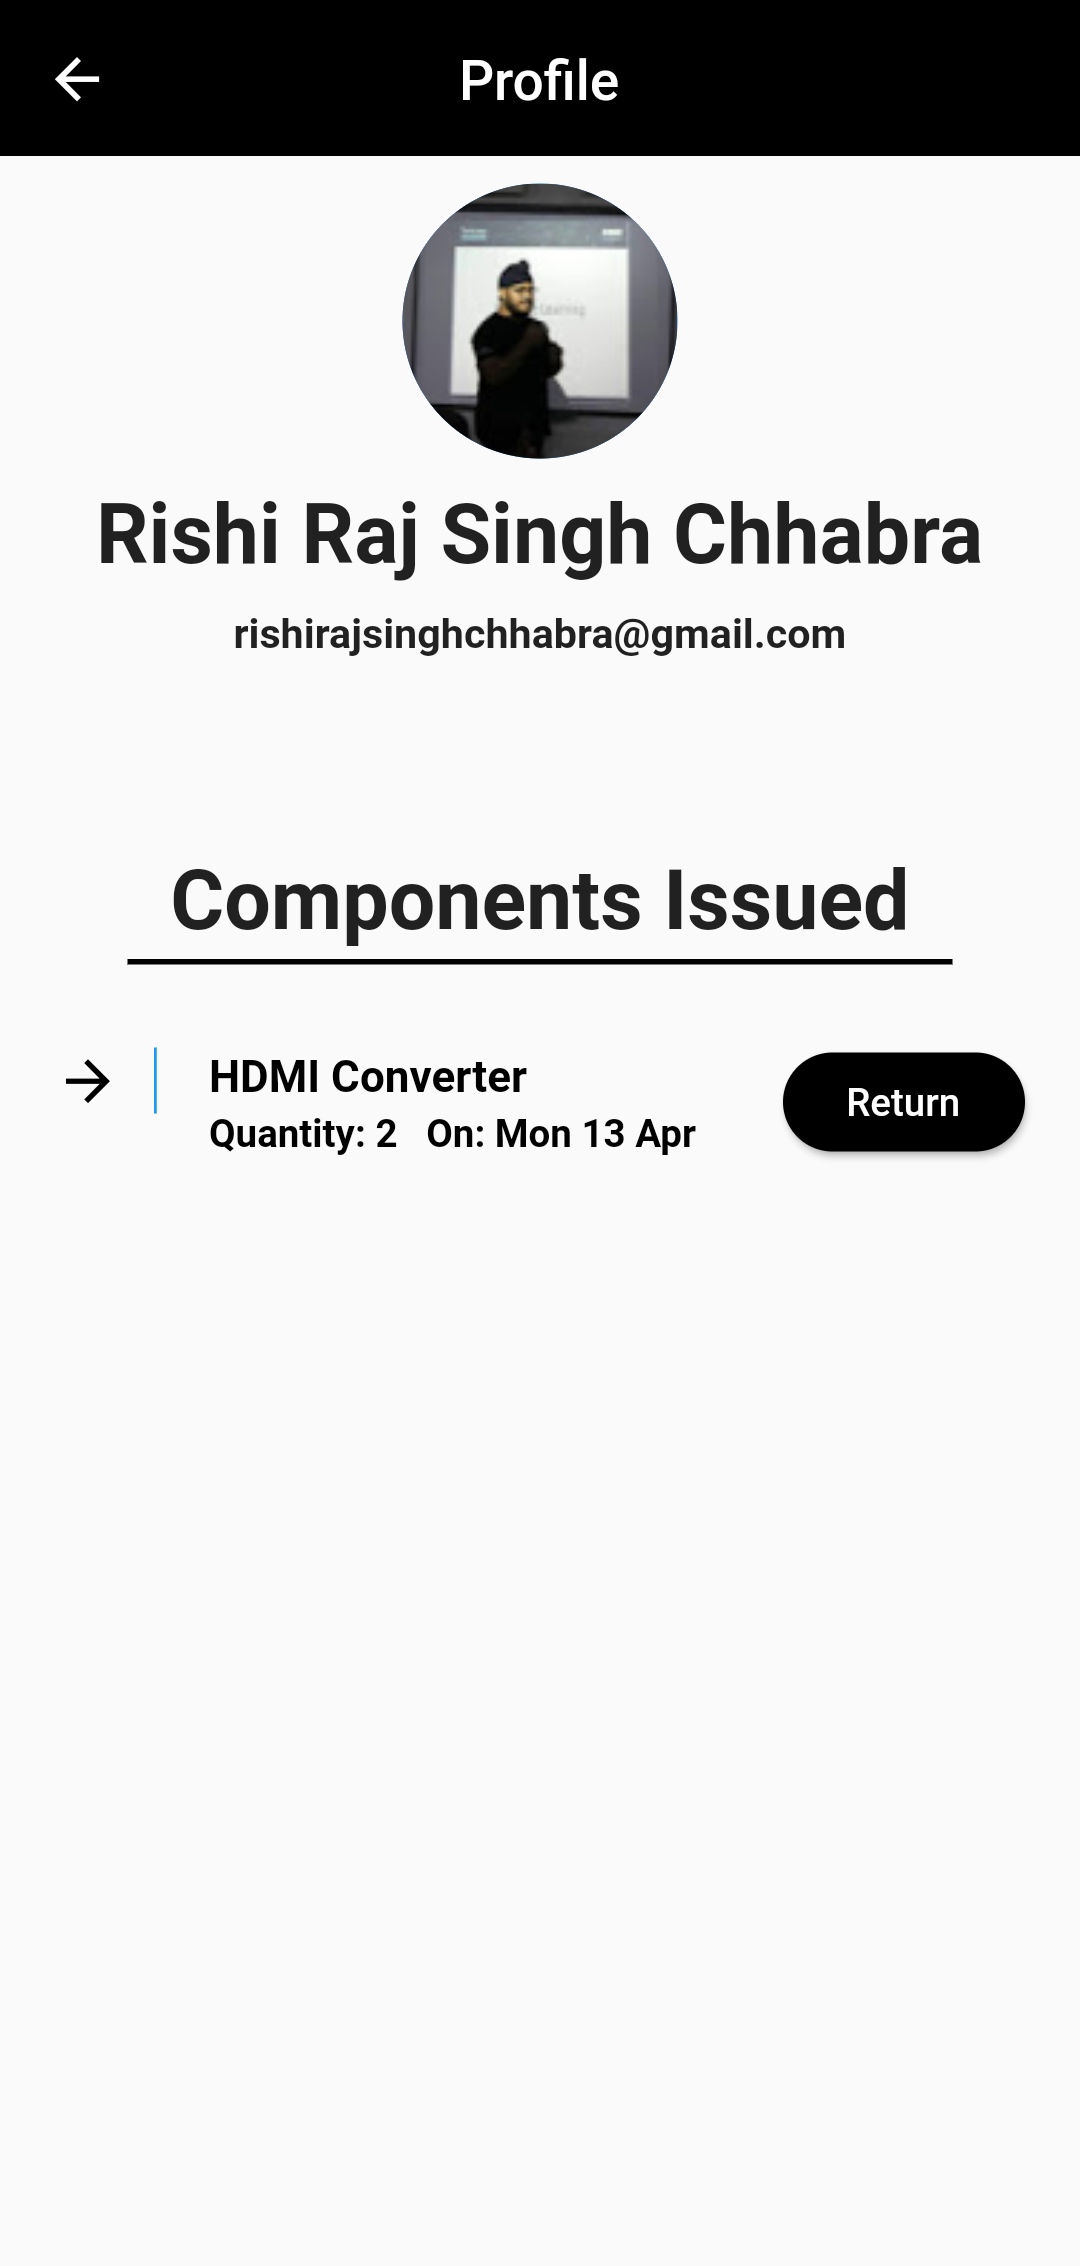 Profile
Rishi Raj Singh Chhabra
rishirajsinghchhabra@gmail.com
Components Issued
HDMI Converter
Quantity: 2 On: Mon 13 Apr
Return